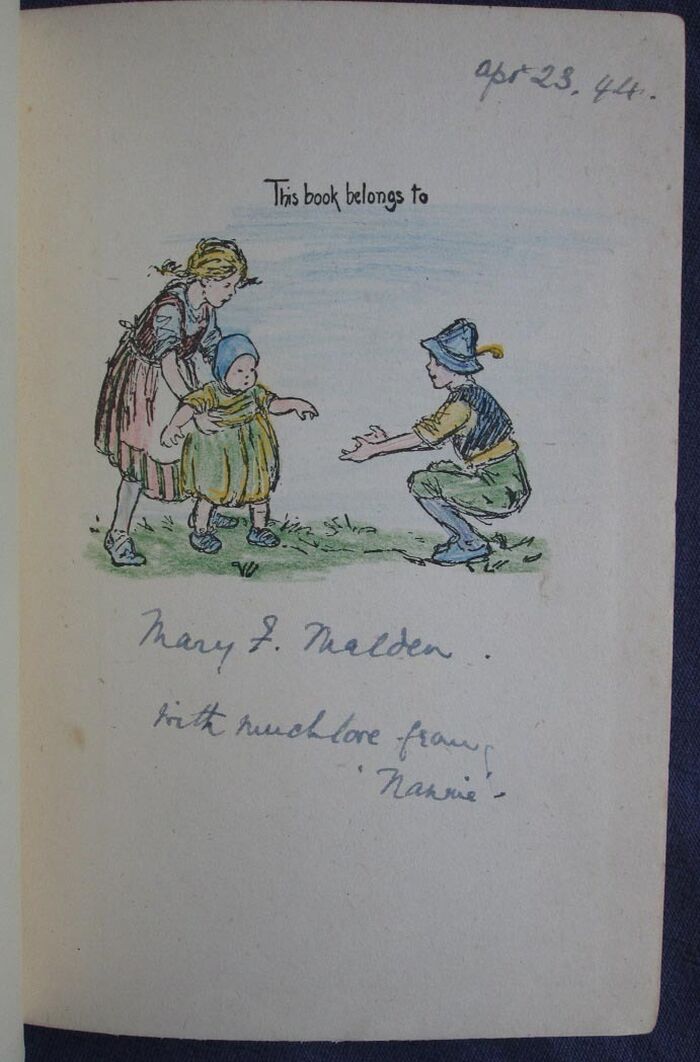 Apr 23. 44.
This book belongs to
Mary F. Malden.
with much love from
'Nannie'.